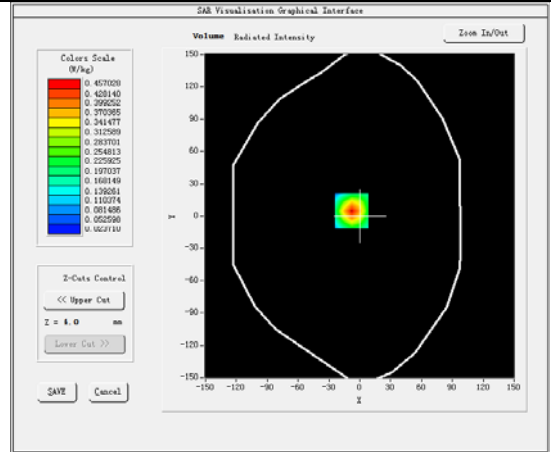 SAR Visualisation Graphical Interface
Volume Radiated Intensity
Zoom In/Out
Colors Scale
(W/kg)
0.457028
0.428140
0.399252
0.370365
0.341477
0.312589
0.283701
0.254813
0.225925
0.197037
0.168149
0.139261
0.110374
0.081486
0.052598
0.023710
Z-Cuts Control
<< Upper Cut
Z = 4.0 mm
Lower Cut >>
SAVE Cancel
150
120
90
60
30
0
-30
-60
-90
-120
-150
Y
-150 -120 -90 -60 -30 0 30 60 90 120 150
X